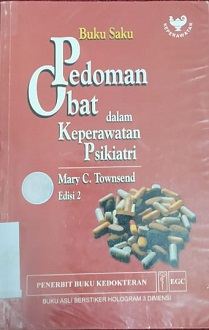 Buku Saku
KEPERAWATAN
Pedoman
Obat dalam
Keperawatan
Psikiatri
Mary C. Townsend
Edisi 2
PENERBIT BUKU KEDOKTERAN EGC
BUKU ASLI BERSTIKER HOLOGRAM 3 DIMENSI